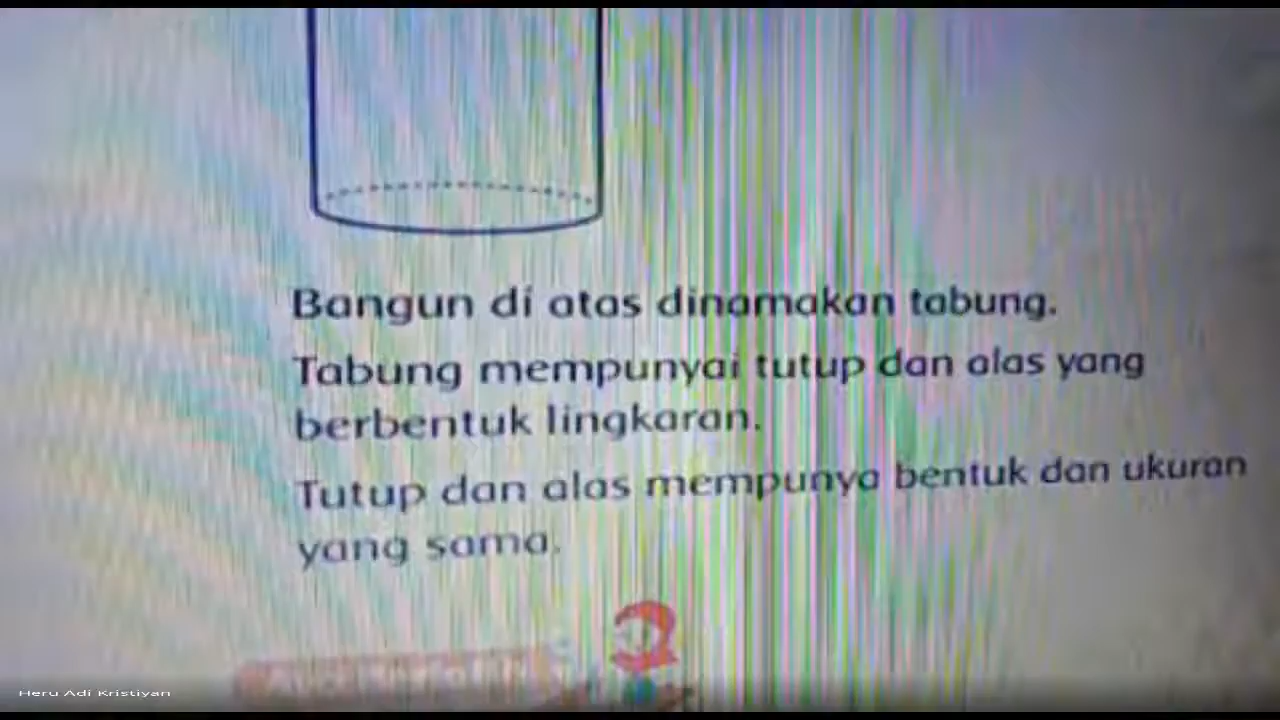 Bangun di atas dinamakan tabung.
Tabung mempunyai tutup dan alas yang
berbentuk lingkaran.
Tutup dan alas mempunya bentuk dan ukuran
yang sama.
Heru Adi Kristiyan